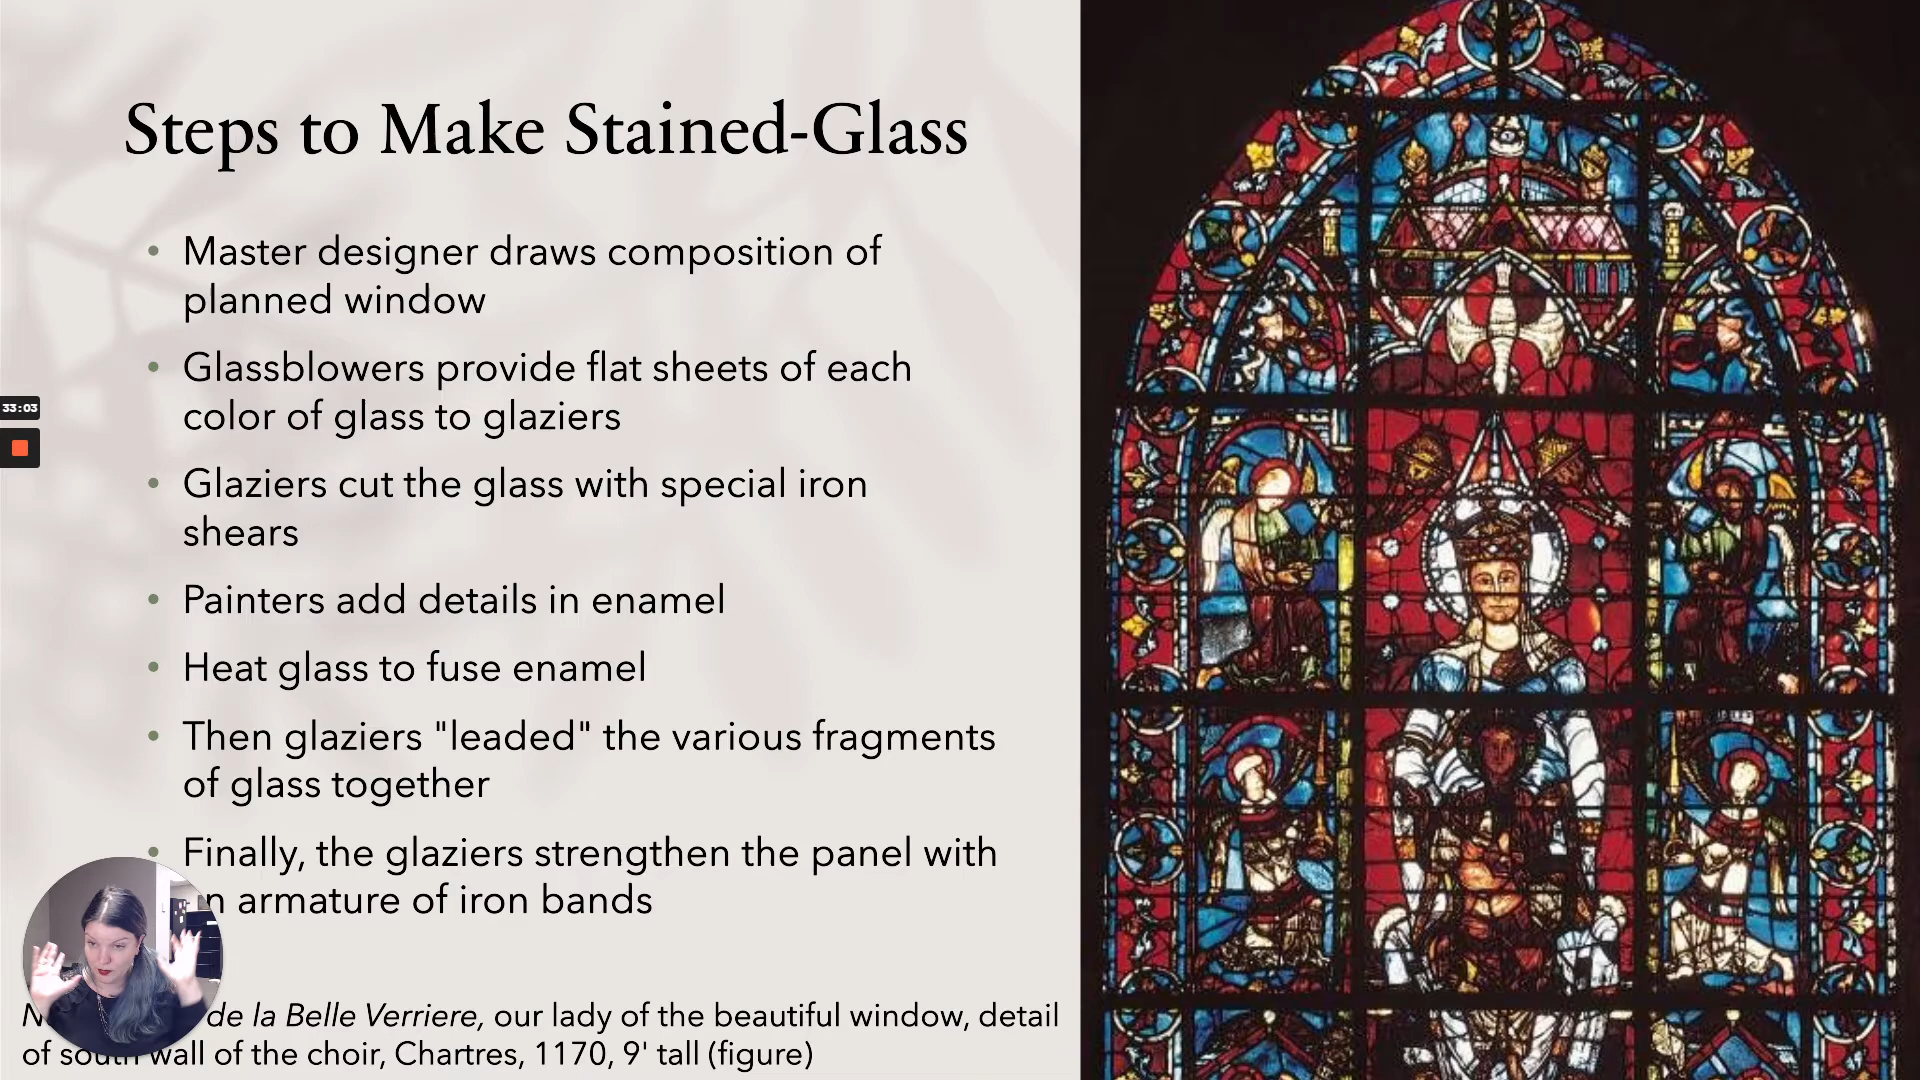 Steps to Make Stained-Glass
• Master designer draws composition of
planned window
• Glassblowers provide flat sheets of each
color of glass to glaziers
• Glaziers cut the glass with special iron
shears
• Painters add details in enamel
• Heat glass to fuse enamel
• Then glaziers "leaded" the various fragments
of glass together
• Finally, the glaziers strengthen the panel with
armature of iron bands
33:03
de la Belle Verriere, our lady of the beautiful window, detail
of south wall of the choir, Chartres, 1170, 9' tall (figure)